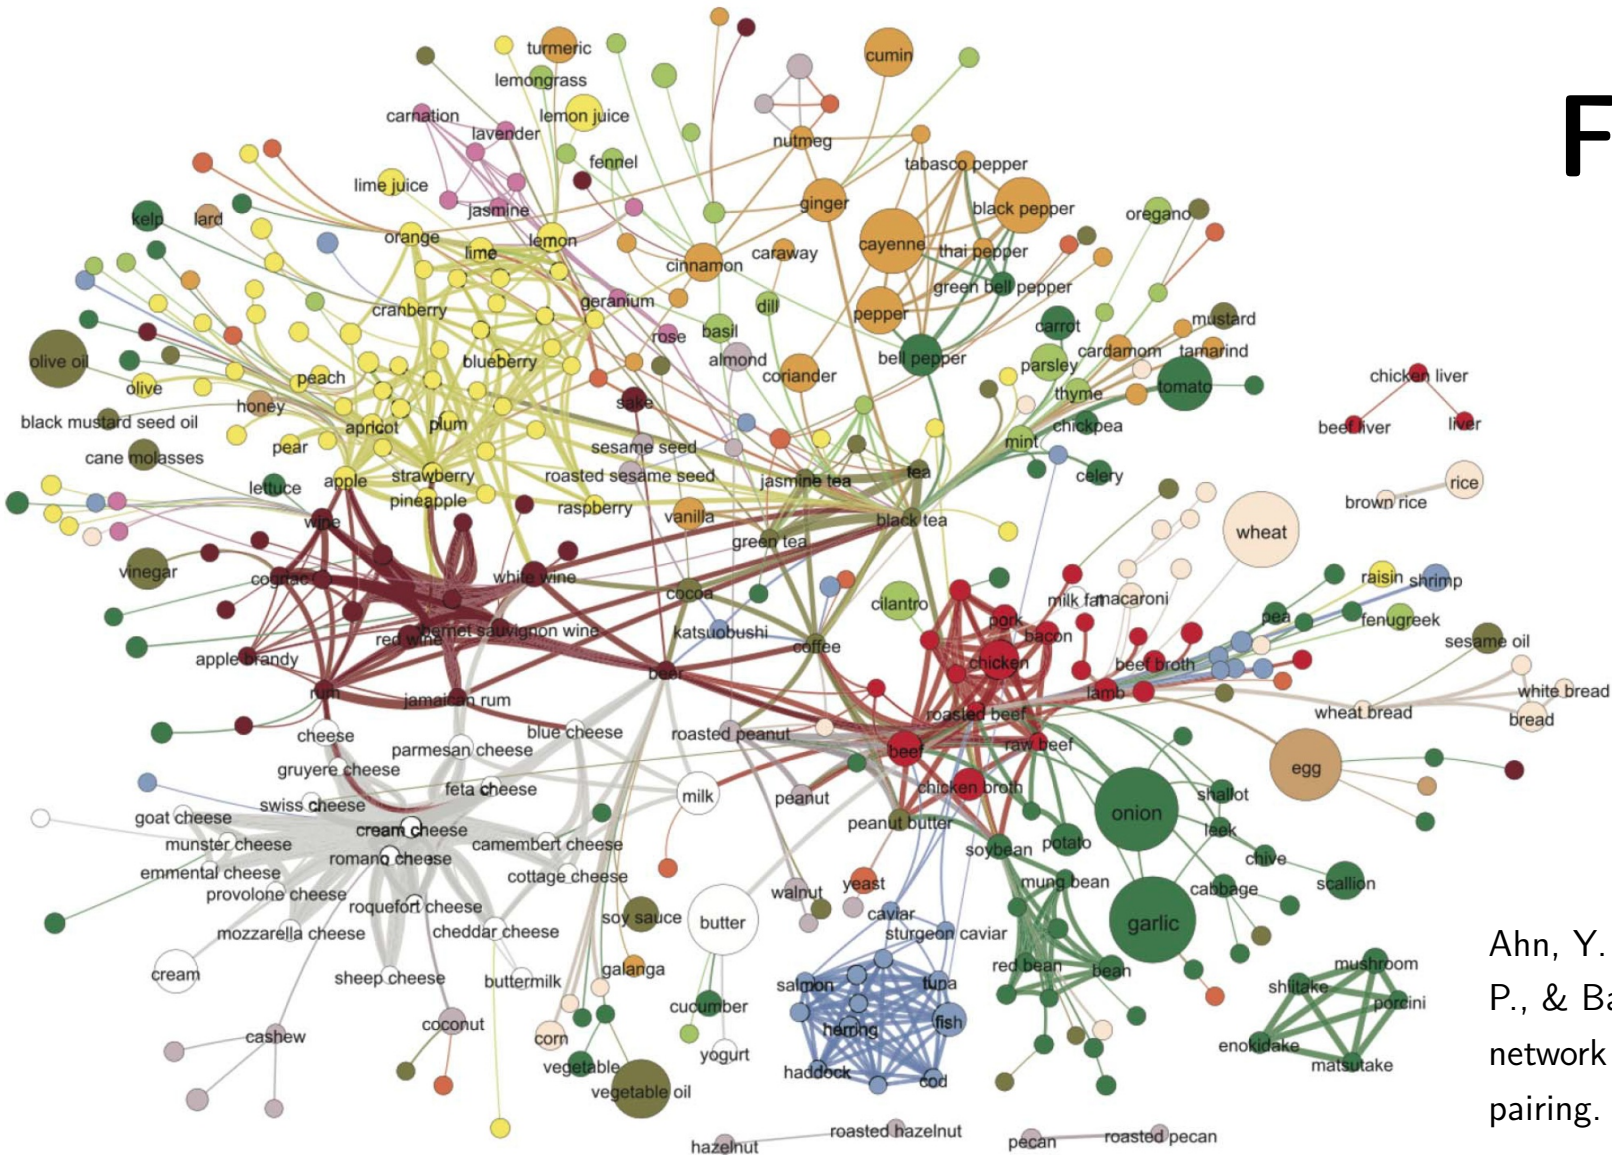 F
turmeric
cumin
lemongrass
carnation
lemon juice
lavender
nutmeg
fennel
tabasco pepper
lime juice
ginger
black pepper
jasmine
kelp
lard
oregano
orange
lemon
cayenne
lime
thai pepper
caraway
cinnamon
green bell pepper
geranium
dill
cranberry
pepper
mustard
rose
basil
carrot
cardamom
tamarind
olive oil
blueberry
almond
bell pepper
parsley
coriander
chicken liver
peach
olive
tomato
thyme
honey
sake
black mustard seed oil
apricot
plum
chickpea
beef liver
liver
mint
pear
sesame seed
cane molasses
strawberry
roasted sesame seed
jasmine tea
tea
celery
apple
rice
lettuce
pineapple
brown rice
raspberry
vanilla
wine
black tea
wheat
green tea
vinegar
cognac
white wine
raisin
shrimp
cocoa
cilantro
milk fat
macaroni
pork
pea
fenugreek
red wine
bernet sauvignon wine
katsuobushi
bacon
sesame oil
coffee
apple brandy
chicken
beef broth
beer
rum
jamaican rum
lamb
white bread
roasted beef
wheat bread
bread
cheese
blue cheese
roasted peanut
parmesan cheese
beef
raw beef
gruyere cheese
egg
feta cheese
chicken broth
milk
peanut
shallot
swiss cheese
goat cheese
onion
peanut butter
cream cheese
leek
munster cheese
camembert cheese
potato
soybean
romano cheese
chive
emmental cheese
cottage cheese
mung bean
scallion
provolone cheese
walnut
yeast
cabbage
roquefort cheese
soy sauce
butter
caviar
garlic
mozzarella cheese
cheddar cheese
sturgeon caviar
Ahn, Y.
mushroom
red bean
bean
cream
sheep cheese
buttermilk
galanga
salmon
tuna
shiitake
porcini
P., & Ba
cucumber
fish
coconut
herring
cashew
corn
enokidake
network
yogurt
matsutake
vegetable
haddock
cod
vegetable oil
pairing.
roasted hazelnut
hazelnut
pecan
roasted pecan